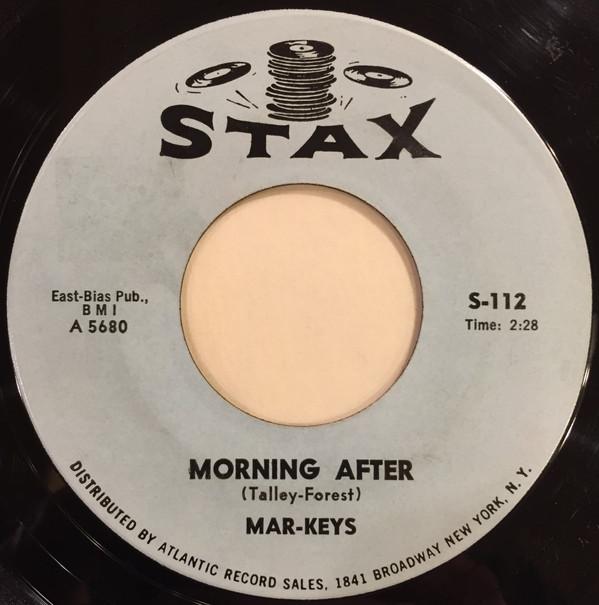 STAX
East-Bias Pub.,
B M I
A 5680
S-112
Time: 2:28
MORNING AFTER
(Talley-Forest)
MAR-KEYS
DISTRIBUTED BY ATLANTIC RECORD SALES, 1841 BROADWAY NEW YORK, N. Y.